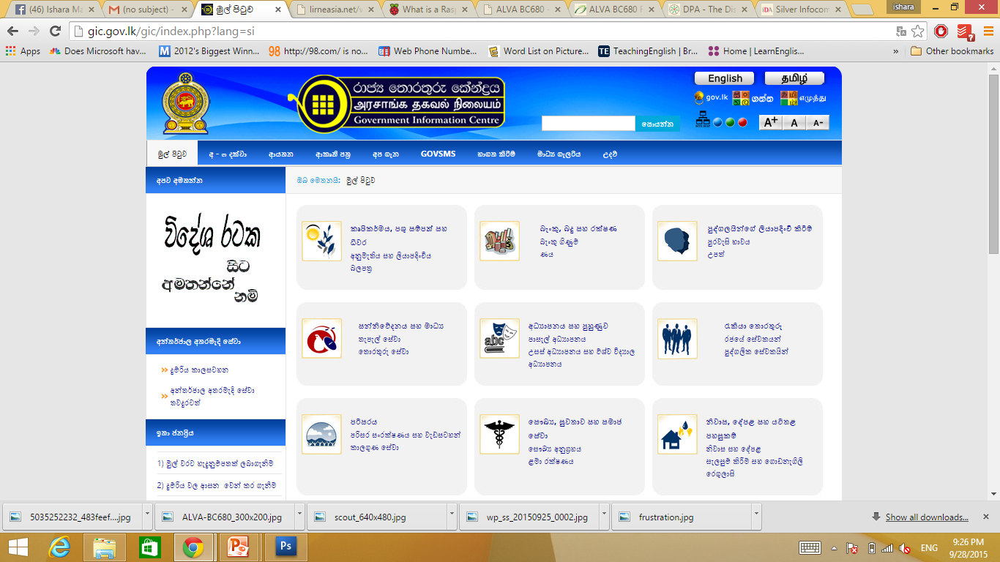 (46) Ishara Ma
(no subject) -
මුල් පිටුව
lirneasia.net/v
What is a Rasp
ALVA BC680 -
ALVA BC680 F
DPA - The Dis
Silver Infocom
ishara
gic.gov.lk/gic/index.php?lang=si
7
Apps
Does Microsoft hav...
2012's Biggest Winn...
98 http://98.com/ is no...
Web Phone Numbe...
Word List on Picture...
TE TeachingEnglish | Br...
Home | LearnEnglis...
»
Other bookmarks
රාජ්‍ය තොරතුරු කේන්ද්‍රය
அரசாங்க தகவல் நிலையம்
Government Information Centre
English
தமிழ்
gov.lk
ගන්න
எழுத்து
සොයන්න
SITE MAP
A+
A
A-
මුල් පිටුව
අ - ෆ දක්වා
ආයතන
ආකෘති පත්‍ර
අප ගැන
GOVSMS
භාගත කිරීම්
මාධ්‍ය ගැලරිය
උදව්
අපව අමතන්න
ඔබ මෙතනයි: මුල් පිටුව
විදේශ රටක
සිට
අමතන්නේ
නම්
කෘෂිකර්මය, පශු සම්පත් සහ
ධීවර
අනුමැතිය සහ ලියාපදිංචිය
බලපත්‍ර
බැංකු, බදු සහ රක්ෂණ
බැංකු ගිණුම්
ණය
පුද්ගලයින්ගේ ලියාපදිංචි කිරීම්
පුරවැසි භාවය
උපත්
සන්නිවේදනය සහ මාධ්‍ය
තැපැල් සේවා
තොරතුරු සේවා
අධ්‍යාපනය සහ පුහුණුව
පාසැල් අධ්‍යාපනය
උසස් අධ්‍යාපනය සහ විශ්ව විද්‍යාල
අධ්‍යාපනය
abc
රැකියා තොරතුරු
රජයේ සේවකයන්
පුද්ගලික සේවකයින්
අන්තර්ජාල අතරමැදි සේවා
දුම්රිය කාලසටහන
අන්තර්ජාල අතරමැදි සේවා
තවදුරටත්
ඉතා ජනප්‍රිය
1) මුල් වරට හැඳුනුම්පතක් ලබාගැනීම
2) දුම්රිය වල ආසන වෙන් කර ගැනීම
පරිසරය
පරිසර සංරක්ෂණය සහ වැඩසටහන්
කාලගුණ සේවා
සෞඛ්‍ය, සුවතාව සහ සමාජ
සේවා
සෞඛ්‍ය අනුග්‍රහය
ළමා රක්ෂණය
නිවාස, දේපළ සහ යටිතළ
පහසුකම්
නිවාස සහ දේපළ
සැලසුම් කිරීම් සහ ගොඩනැගිලි
රෙගුලාසි
5035252232_483feef....jpg
ALVA-BC680_300x200.jpg
scout_640x480.jpg
wp_ss_20150925_0002.jpg
frustration.jpg
Show all downloads...
Ps
ENG
9:26 PM
9/28/2015